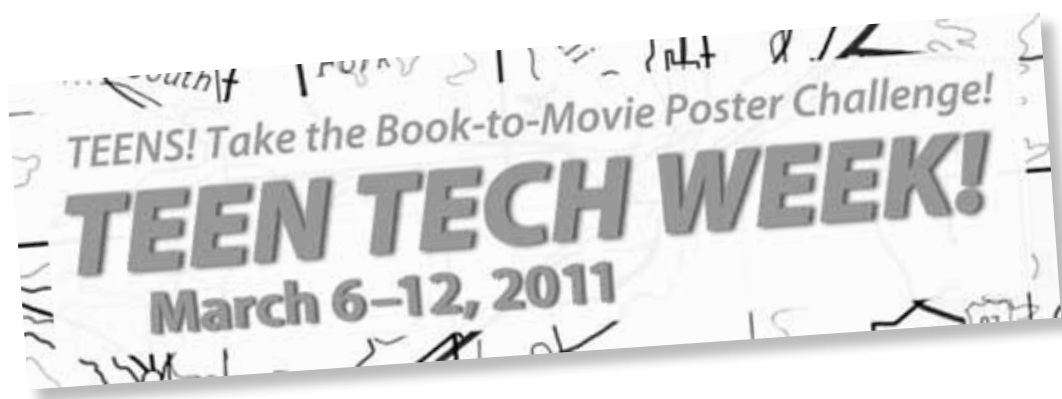 TEENS! Take the Book-to-Movie Poster Challenge!
TEEN TECH WEEK!
March 6–12, 2011